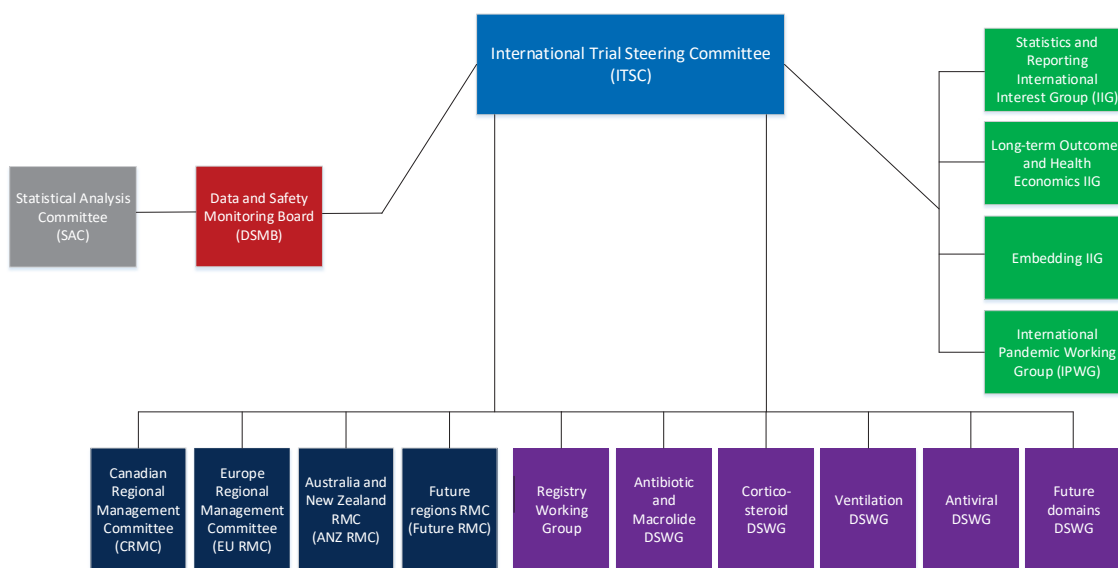 International Trial Steering Committee
(ITSC)
Statistics and
Reporting
International
Interest Group (IIG)
Long-term Outcome
and Health
Economics IIG
Embedding IIG
International
Pandemic Working
Group (IPWG)
Statistical Analysis
Committee
(SAC)
Data and Safety
Monitoring Board
(DSMB)
Canadian
Regional
Management
Committee
(CRMC)
Europe
Regional
Management
Committee
(EU RMC)
Australia and
New Zealand
RMC
(ANZ RMC)
Future
regions RMC
(Future RMC)
Registry
Working
Group
Antibiotic
and
Macrolide
DSWG
Cortico-
steroid
DSWG
Ventilation
DSWG
Antiviral
DSWG
Future
domains
DSWG